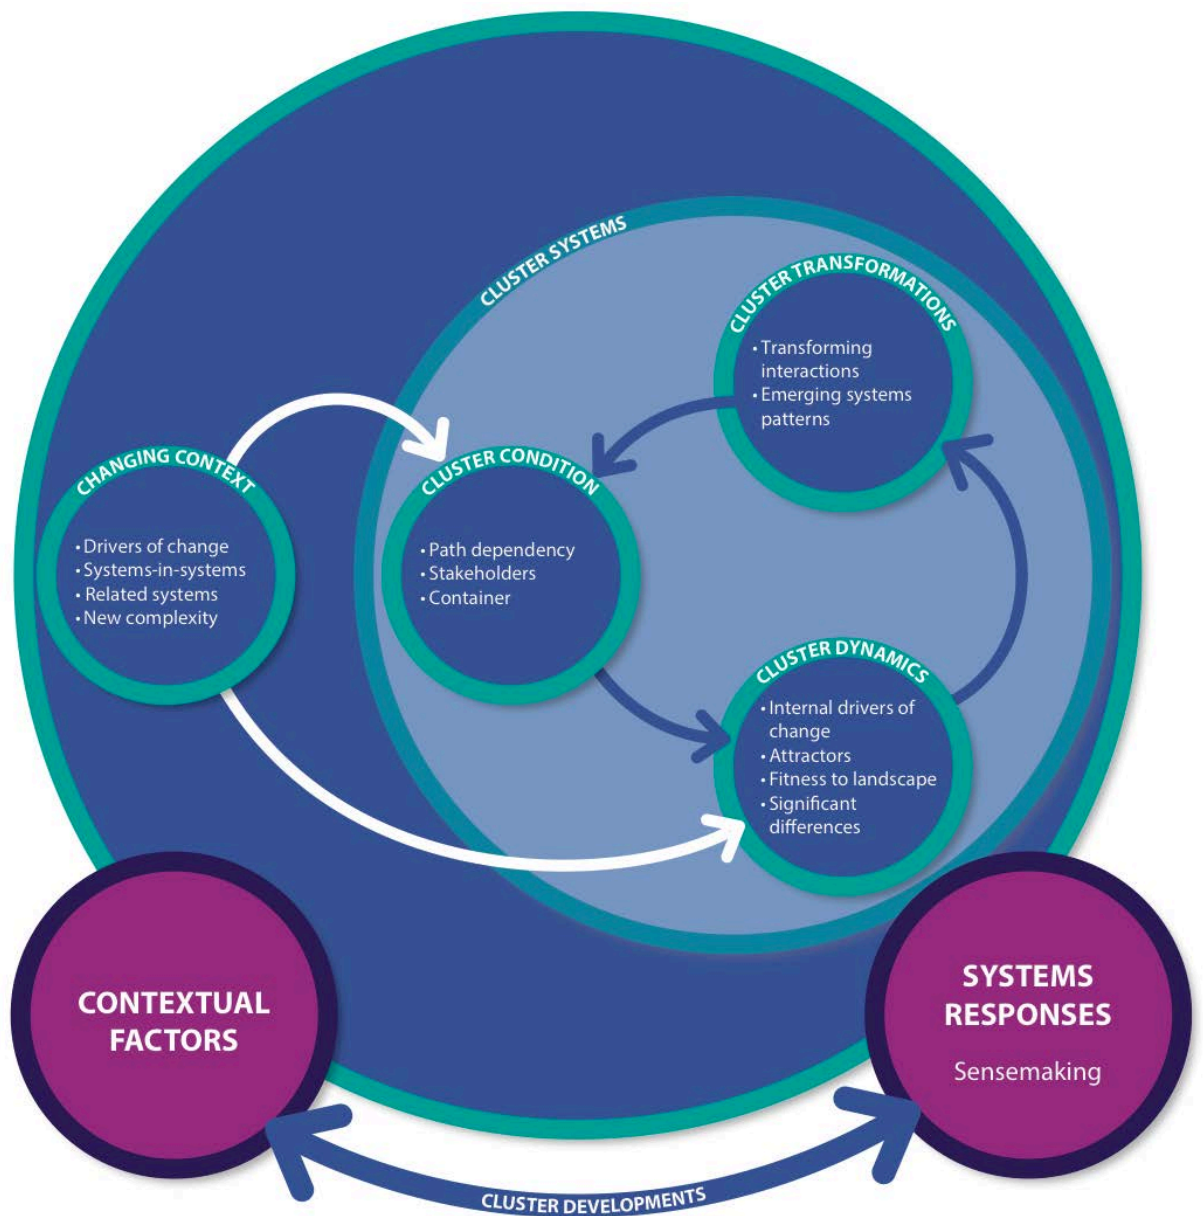 CLUSTER SYSTEMS
CLUSTER TRANSFORMATIONS
• Transforming
interactions
• Emerging systems
patterns
CHANGING CONTEXT
• Drivers of change
• Systems-in-systems
• Related systems
• New complexity
CLUSTER CONDITION
• Path dependency
• Stakeholders
• Container
CLUSTER DYNAMICS
• Internal drivers of
change
• Attractors
• Fitness to landscape
• Significant
differences
CONTEXTUAL
FACTORS
SYSTEMS
RESPONSES
Sensemaking
CLUSTER DEVELOPMENTS